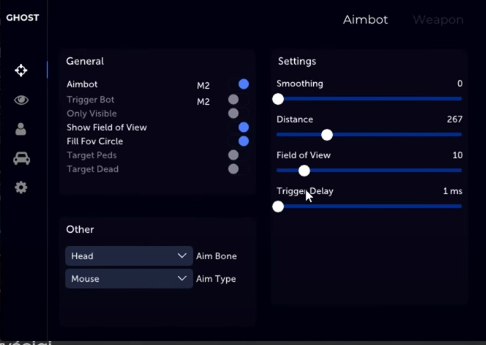 GHOST
Aimbot Weapon
General
Aimbot M2
Trigger Bot M2
Only Visible
Show Field of View
Fill Fov Circle
Target Peds
Target Dead
Other
Head Aim Bone
Mouse Aim Type
Settings
Smoothing 0
Distance 267
Field of View 10
Trigger Delay 1 ms